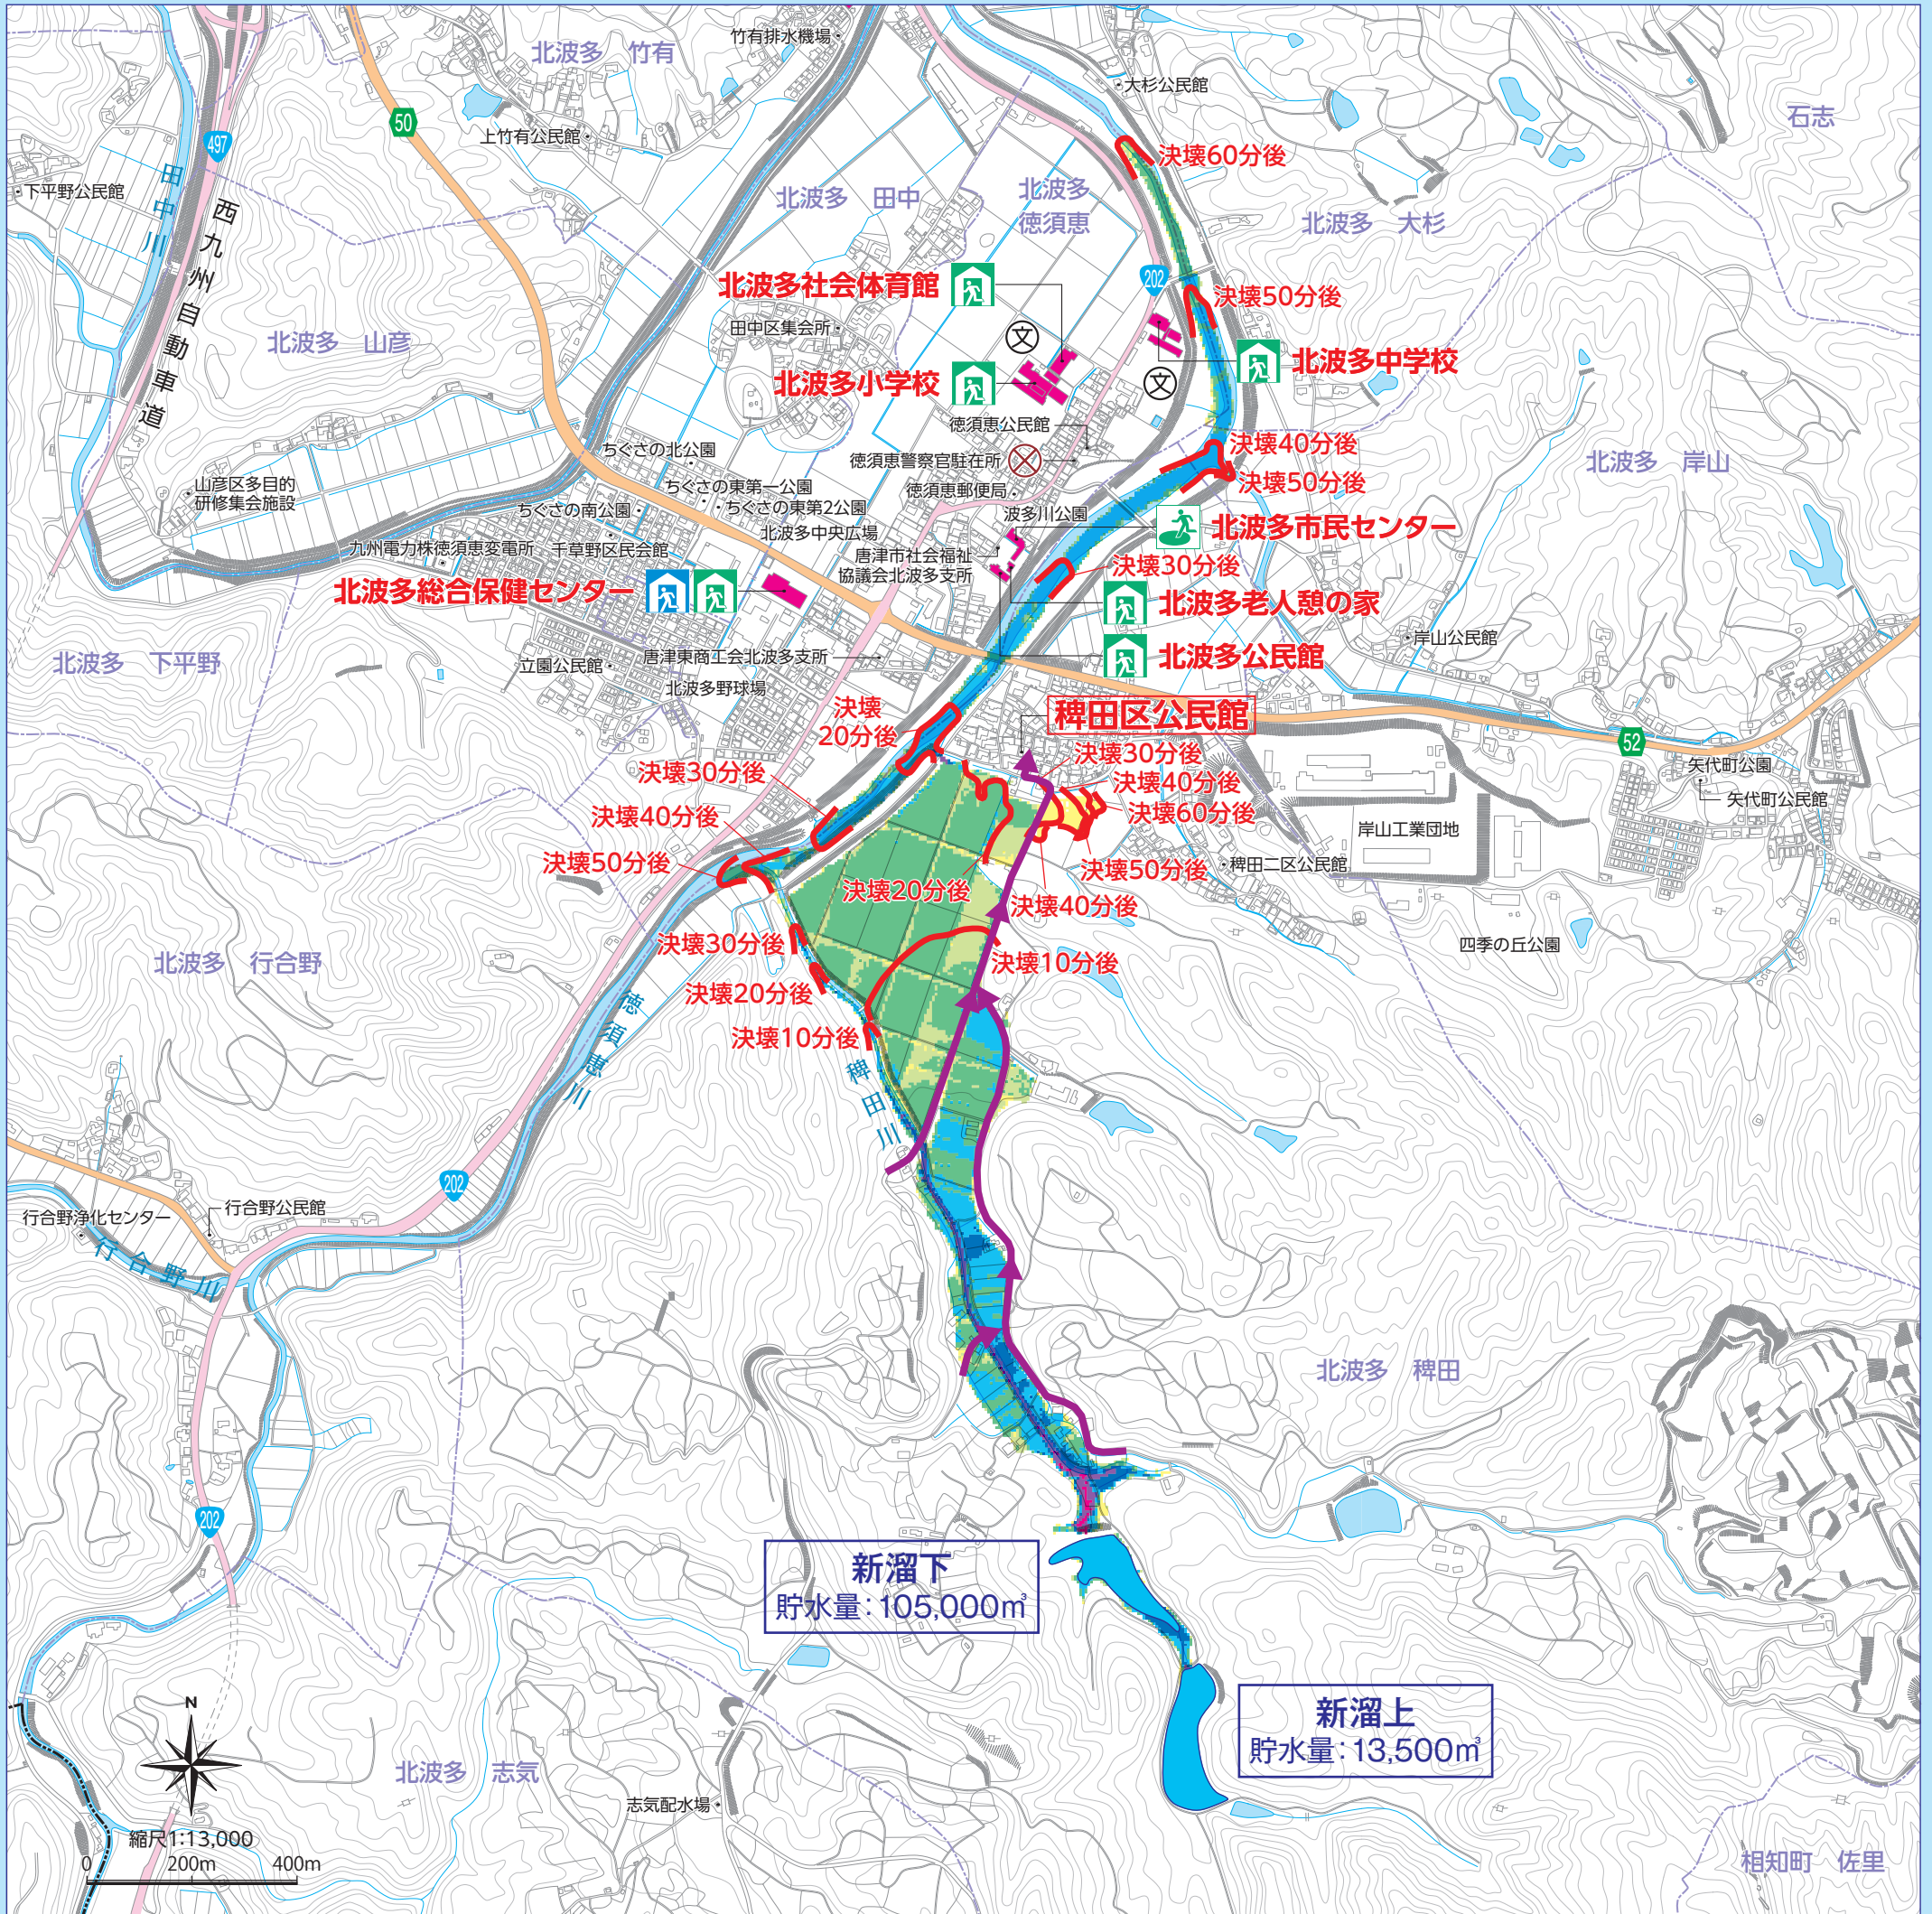 竹有排水機場
北波多　竹有
大杉公民館
石志
50
497
上竹有公民館
決壊60分後
田中川
下平野公民館
西九州自動車道
北波多　田中
北波多
徳須恵
北波多　大杉
202
北波多社会体育館
決壊50分後
田中区集会所
文
北波多　山彦
北波多中学校
北波多小学校
文
徳須恵公民館
決壊40分後
ちぐさの北公園
徳須恵警察官駐在所
北波多　岸山
決壊50分後
山彦区多目的
研修集会施設
ちぐさの東第一公園
徳須恵郵便局
ちぐさの南公園
ちぐさの東第2公園
波多川公園
北波多市民センター
北波多中央広場
九州電力株徳須恵変電所
千草野区民会館
唐津市社会福祉
協議会北波多支所
決壊30分後
北波多総合保健センター
北波多老人憩の家
岸山公民館
北波多　下平野
立園公民館
唐津東商工会北波多支所
北波多公民館
北波多野球場
決壊
20分後
稗田区公民館
52
決壊30分後
決壊30分後
矢代町公園
決壊40分後
矢代町公民館
決壊60分後
決壊40分後
岸山工業団地
決壊50分後
稗田二区公民館
決壊50分後
決壊20分後
決壊40分後
決壊30分後
四季の丘公園
北波多　行合野
決壊10分後
決壊20分後
徳須恵川
決壊10分後
稗田川
202
行合野公民館
行合野浄化センター
行合野川
北波多　稗田
202
新溜下
貯水量：105,000㎥
新溜上
貯水量：13,500㎥
N
北波多　志気
志気配水場
縮尺1:13,000
0　200m　400m
相知町　佐里